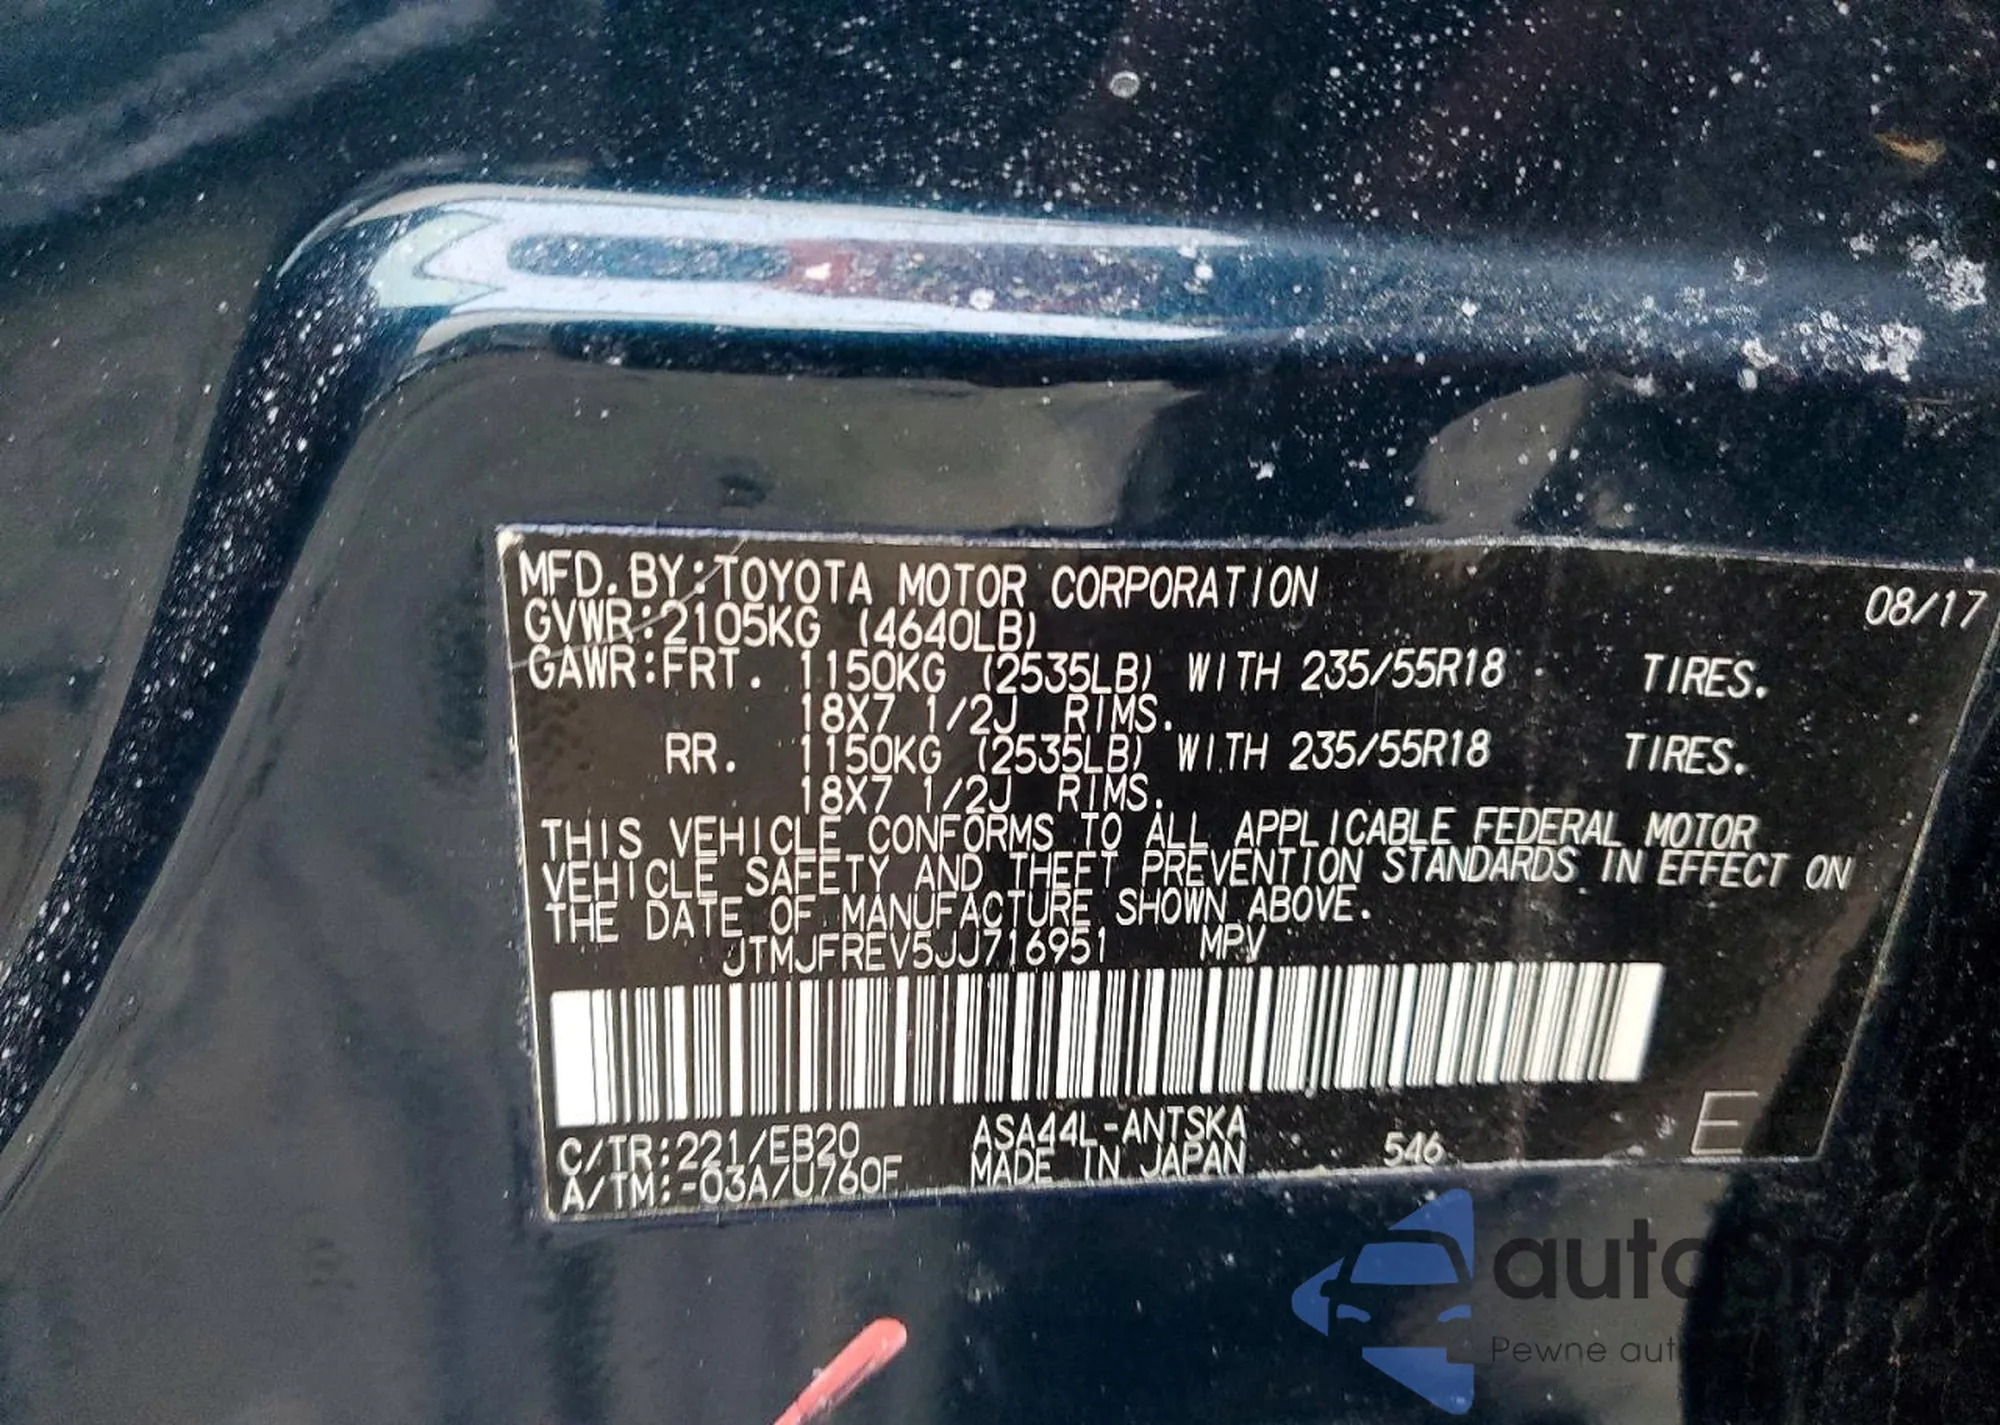 MFD.BY:TOYOTA MOTOR CORPORATION 08/17
GVWR:2105KG (4640LB)
GAWR:FRT. 1150KG (2535LB) WITH 235/55R18 TIRES.
18X7 1/2J RIMS.
RR. 1150KG (2535LB) WITH 235/55R18 TIRES.
18X7 1/2J RIMS.
THIS VEHICLE CONFORMS TO ALL APPLICABLE FEDERAL MOTOR
VEHICLE SAFETY AND THEFT PREVENTION STANDARDS IN EFFECT ON
THE DATE OF MANUFACTURE SHOWN ABOVE.
JTMJFREV5JJ716951 MPV
C/TR:221/EB20 ASA44L-ANTSKA 546 E
A/TM:-03A/U760F MADE IN JAPAN
Pewne